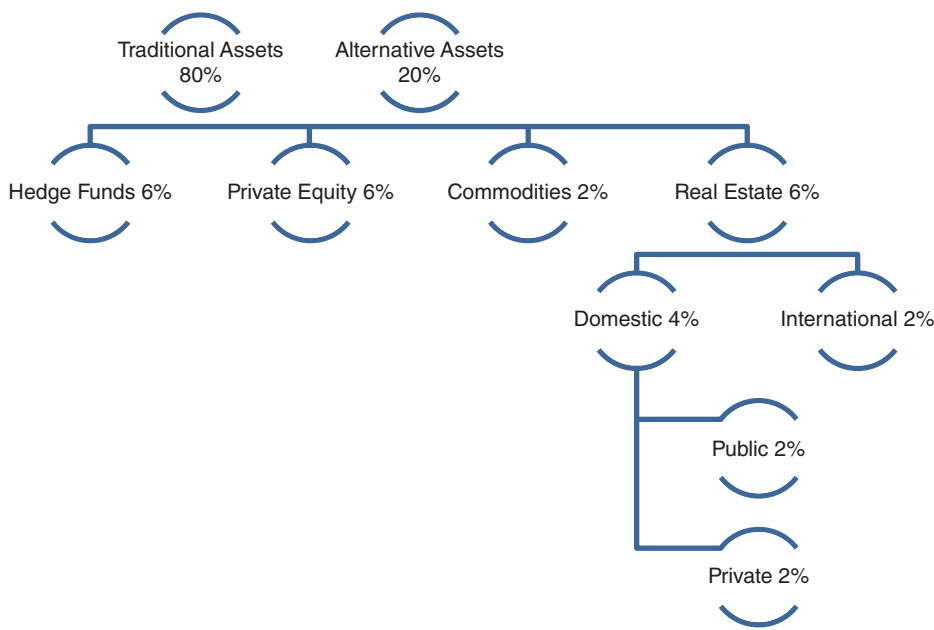 Traditional Assets
80%
Alternative Assets
20%
Hedge Funds 6%
Private Equity 6%
Commodities 2%
Real Estate 6%
Domestic 4%
International 2%
Public 2%
Private 2%